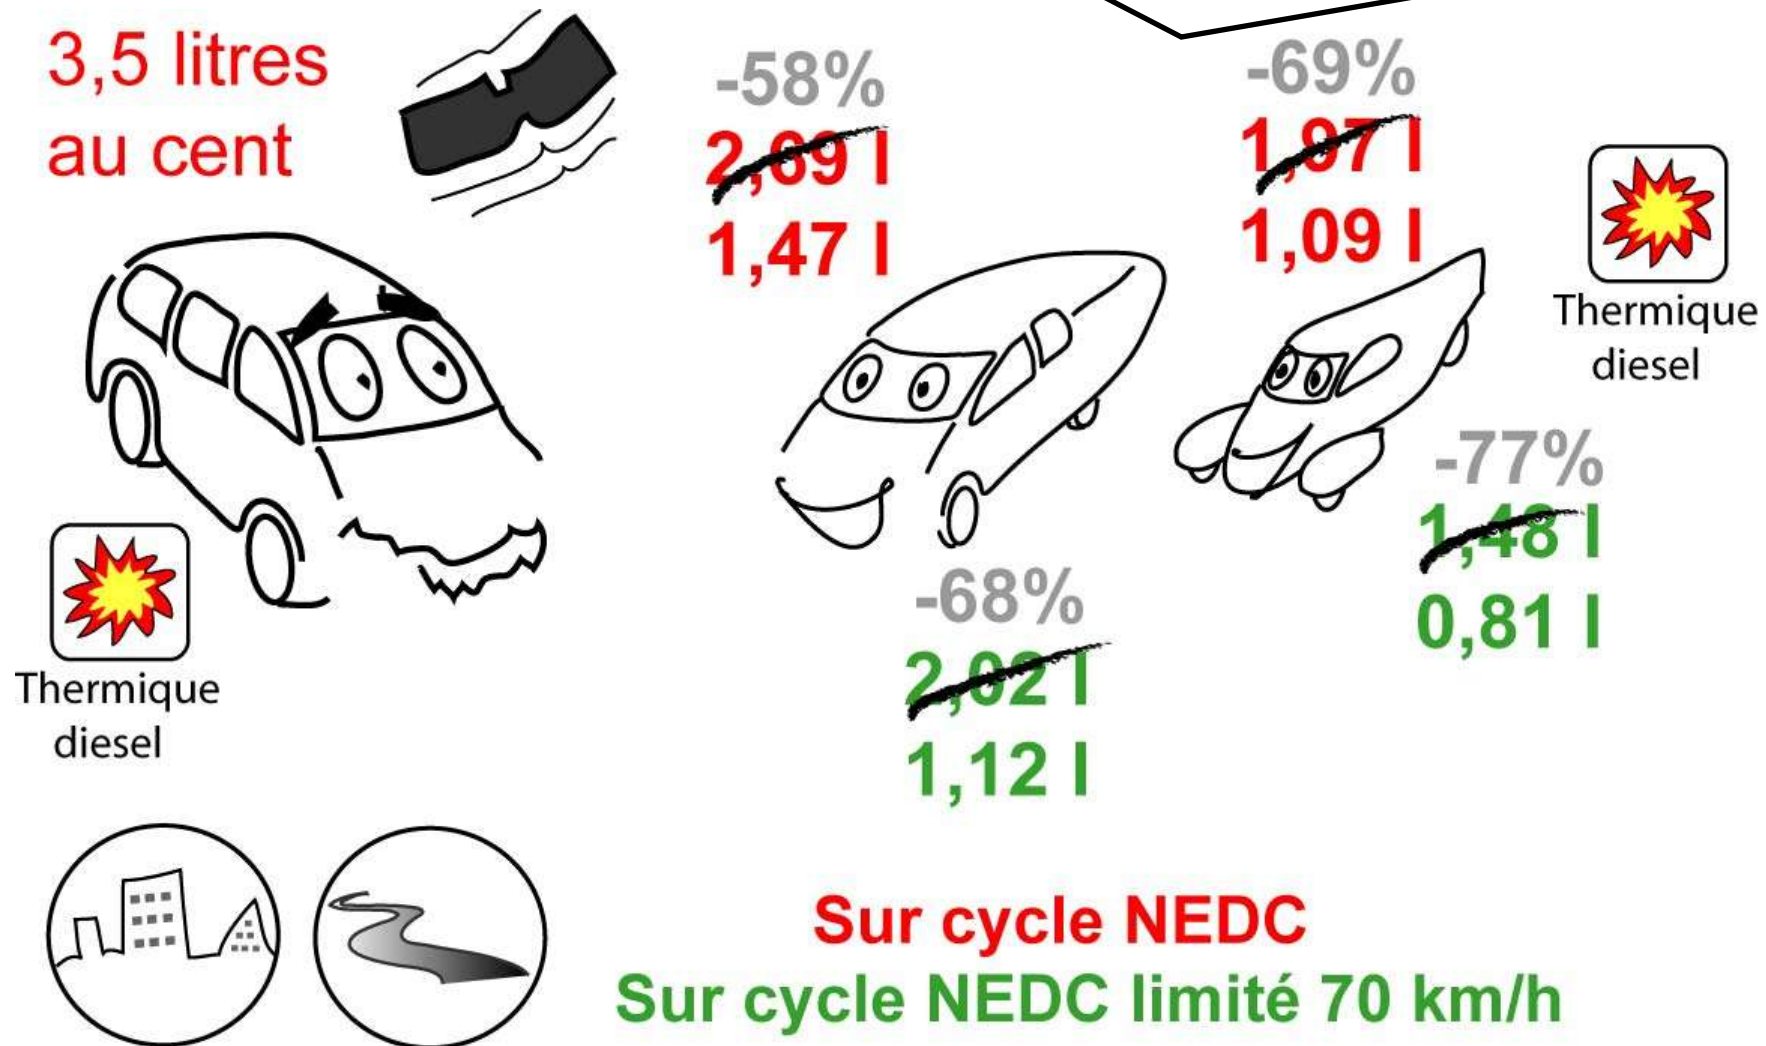 3,5 litres
au cent
-58%
2,69 l
1,47 l
-69%
1,97 l
1,09 l
Thermique
diesel
-77%
1,48 l
0,81 l
-68%
2,02 l
1,12 l
Thermique
diesel
Sur cycle NEDC
Sur cycle NEDC limité 70 km/h